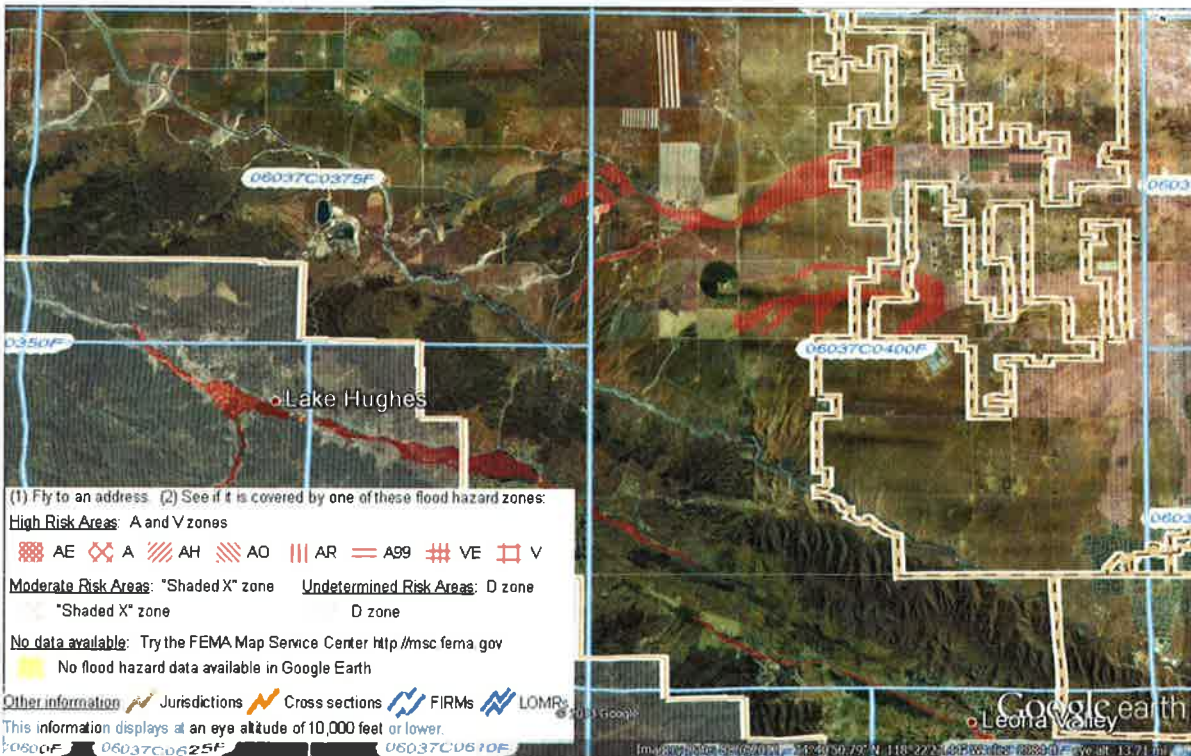 06037C0375F
0603
0350F
06037C0400F
Lake Hughes
(1) Fly to an address. (2) See if it is covered by one of these flood hazard zones:
High Risk Areas: A and V zones
AE A AH AO AR A99 VE V
Moderate Risk Areas: "Shaded X" zone Undetermined Risk Areas: D zone
"Shaded X" zone D zone
No data available: Try the FEMA Map Service Center http://msc.fema.gov
No flood hazard data available in Google Earth
Other information Jurisdictions Cross sections FIRMs LOMRs
This information displays at an eye altitude of 10,000 feet or lower.
0603
Google earth
Leona Valley
0600F 06037C0625F 06037C0610F